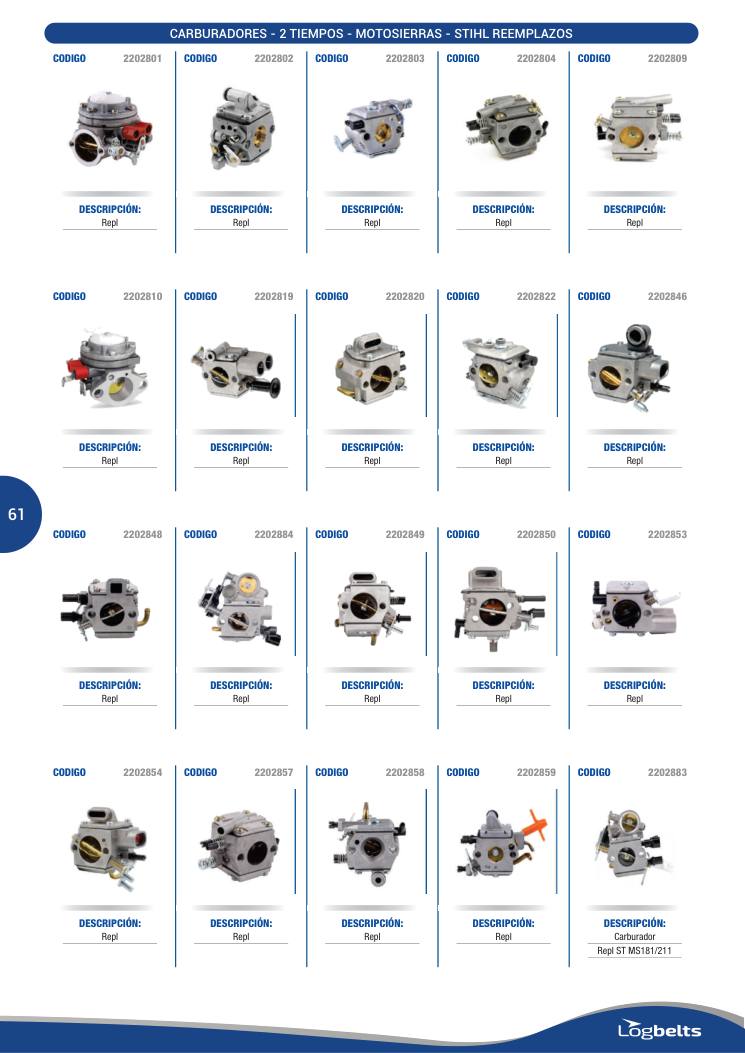 CARBURADORES - 2 TIEMPOS - MOTOSIERRAS - STIHL REEMPLAZOS
CODIGO 2202801
CODIGO 2202802
CODIGO 2202803
CODIGO 2202804
CODIGO 2202809
DESCRIPCIÓN:
Repl
DESCRIPCIÓN:
Repl
DESCRIPCIÓN:
Repl
DESCRIPCIÓN:
Repl
DESCRIPCIÓN:
Repl
CODIGO 2202810
CODIGO 2202819
CODIGO 2202820
CODIGO 2202822
CODIGO 2202846
DESCRIPCIÓN:
Repl
DESCRIPCIÓN:
Repl
DESCRIPCIÓN:
Repl
DESCRIPCIÓN:
Repl
DESCRIPCIÓN:
Repl
61
CODIGO 2202848
CODIGO 2202884
CODIGO 2202849
CODIGO 2202850
CODIGO 2202853
DESCRIPCIÓN:
Repl
DESCRIPCIÓN:
Repl
DESCRIPCIÓN:
Repl
DESCRIPCIÓN:
Repl
DESCRIPCIÓN:
Repl
CODIGO 2202854
CODIGO 2202857
CODIGO 2202858
CODIGO 2202859
CODIGO 2202883
DESCRIPCIÓN:
Repl
DESCRIPCIÓN:
Repl
DESCRIPCIÓN:
Repl
DESCRIPCIÓN:
Repl
DESCRIPCIÓN:
Carburador
Repl ST MS181/211
Logbelts